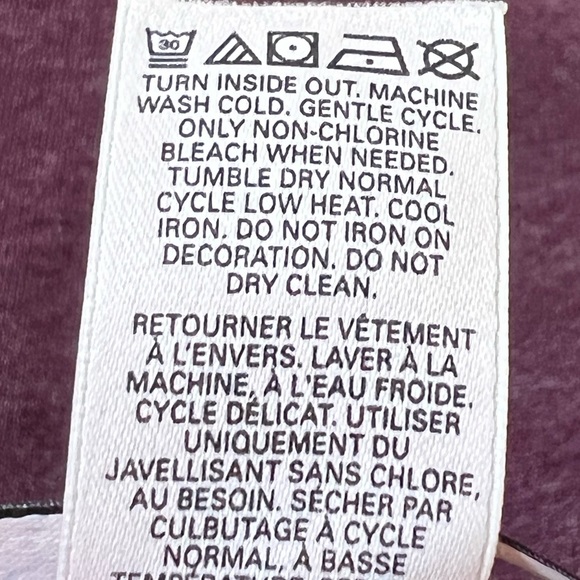 30
TURN INSIDE OUT. MACHINE
WASH COLD. GENTLE CYCLE.
ONLY NON-CHLORINE
BLEACH WHEN NEEDED.
TUMBLE DRY NORMAL
CYCLE LOW HEAT. COOL
IRON. DO NOT IRON ON
DECORATION. DO NOT
DRY CLEAN.
RETOURNER LE VÊTEMENT
À L'ENVERS. LAVER À LA
MACHINE, À L'EAU FROIDE.
CYCLE DÉLICAT. UTILISER
UNIQUEMENT DU
JAVELLISANT SANS CHLORE,
AU BESOIN. SÉCHER PAR
CULBUTAGE À CYCLE
NORMAL, À BASSE
TEMPÉRATURE